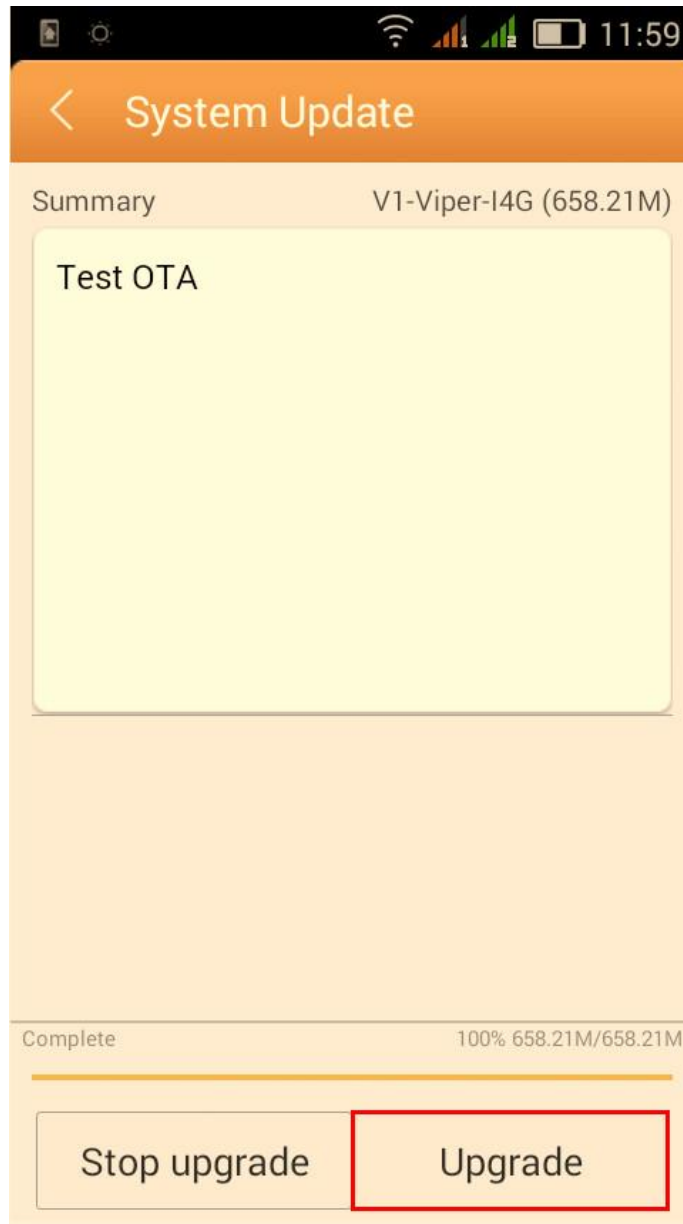 11:59
System Update
Summary V1-Viper-I4G (658.21M)
Test OTA
Complete 100% 658.21M/658.21M
Stop upgrade Upgrade